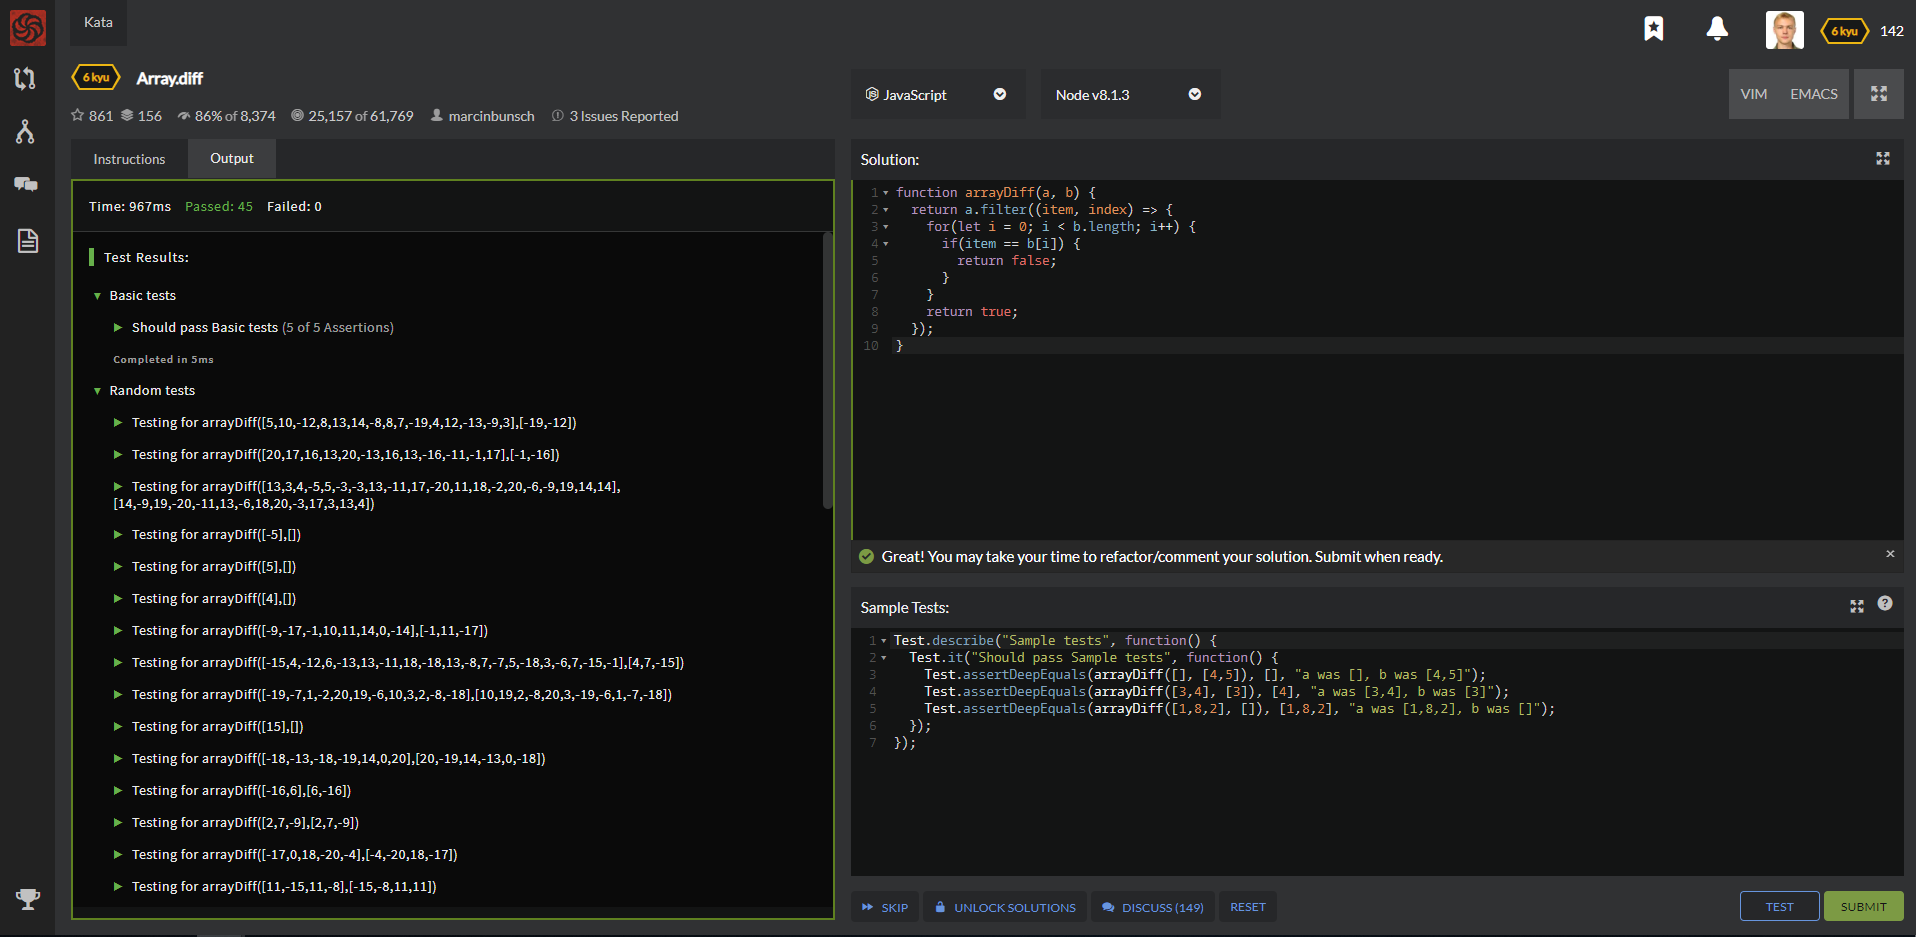 Kata
6 kyu
142
6 kyu Array.diff
861 156 86% of 8,374 25,157 of 61,769 marcinbunsch 3 Issues Reported
JavaScript
Node v8.1.3
VIM EMACS
Instructions Output
Time: 967ms Passed: 45 Failed: 0
Test Results:
Basic tests
Should pass Basic tests (5 of 5 Assertions)
Completed in 5ms
Random tests
Testing for arrayDiff([5,10,-12,8,13,14,-8,8,7,-19,4,12,-13,-9,3],[-19,-12])
Testing for arrayDiff([20,17,16,13,20,-13,16,13,-16,-11,-1,17],[-1,-16])
Testing for arrayDiff([13,3,4,-5,5,-3,-3,13,-11,17,-20,11,18,-2,20,-6,-9,19,14,14],
[14,-9,19,-20,-11,13,-6,18,20,-3,17,3,13,4])
Testing for arrayDiff([-5],[])
Testing for arrayDiff([5],[])
Testing for arrayDiff([4],[])
Testing for arrayDiff([-9,-17,-1,10,11,14,0,-14],[-1,11,-17])
Testing for arrayDiff([-15,4,-12,6,-13,13,-11,18,-18,13,-8,7,-7,5,-18,3,-6,7,-15,-1],[4,7,-15])
Testing for arrayDiff([-19,-7,1,-2,20,19,-6,10,3,2,-8,-18],[10,19,2,-8,20,3,-19,-6,1,-7,-18])
Testing for arrayDiff([15],[])
Testing for arrayDiff([-18,-13,-18,-19,14,0,20],[20,-19,14,-13,0,-18])
Testing for arrayDiff([-16,6],[6,-16])
Testing for arrayDiff([2,7,-9],[2,7,-9])
Testing for arrayDiff([-17,0,18,-20,-4],[-4,-20,18,-17])
Testing for arrayDiff([11,-15,11,-8],[-15,-8,11,11])
Solution:
1 function arrayDiff(a, b) {
2 return a.filter((item, index) => {
3 for(let i = 0; i < b.length; i++) {
4 if(item == b[i]) {
5 return false;
6 }
7 }
8 return true;
9 });
10 }
Great! You may take your time to refactor/comment your solution. Submit when ready. ×
Sample Tests: ?
1 Test.describe("Sample tests", function() {
2 Test.it("Should pass Sample tests", function() {
3 Test.assertDeepEquals(arrayDiff([], [4,5]), [], "a was [], b was [4,5]");
4 Test.assertDeepEquals(arrayDiff([3,4], [3]), [4], "a was [3,4], b was [3]");
5 Test.assertDeepEquals(arrayDiff([1,8,2], []), [1,8,2], "a was [1,8,2], b was []");
6 });
7 });
SKIP UNLOCK SOLUTIONS DISCUSS (149) RESET TEST SUBMIT